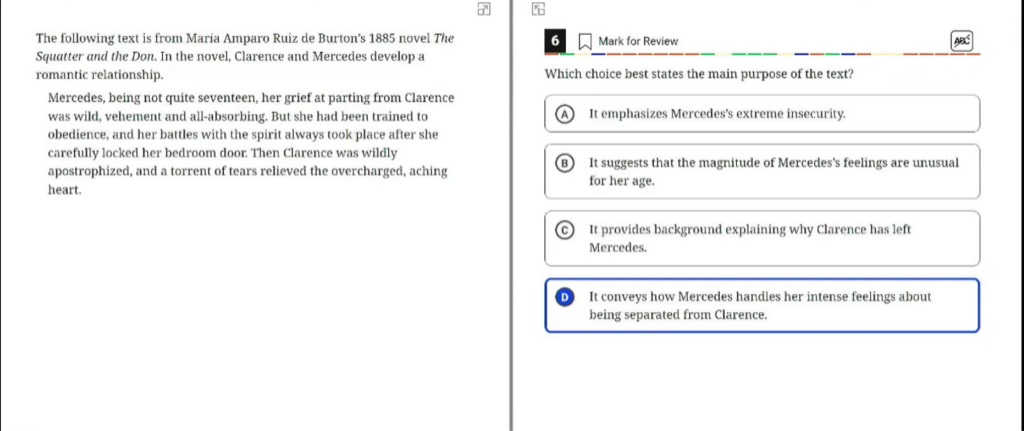 The following text is from María Amparo Ruiz de Burton's 1885 novel The
Squatter and the Don. In the novel, Clarence and Mercedes develop a
romantic relationship.
Mercedes, being not quite seventeen, her grief at parting from Clarence
was wild, vehement and all-absorbing. But she had been trained to
obedience, and her battles with the spirit always took place after she
carefully locked her bedroom door. Then Clarence was wildly
apostrophized, and a torrent of tears relieved the overcharged, aching
heart.
6 Mark for Review ABC
Which choice best states the main purpose of the text?
A It emphasizes Mercedes's extreme insecurity.
B It suggests that the magnitude of Mercedes's feelings are unusual
for her age.
C It provides background explaining why Clarence has left
Mercedes.
D It conveys how Mercedes handles her intense feelings about
being separated from Clarence.